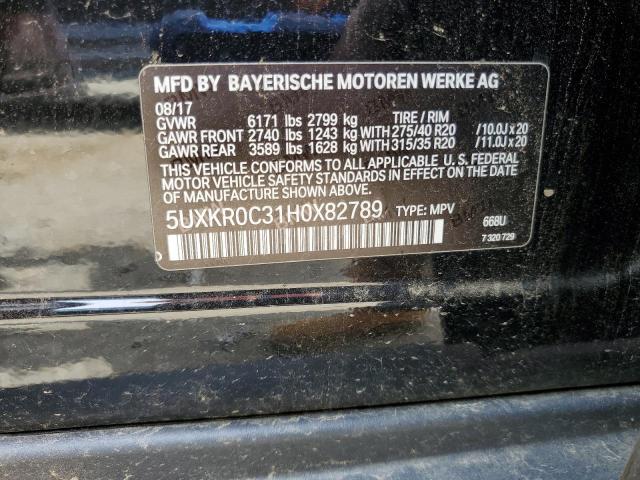 MFD BY BAYERISCHE MOTOREN WERKE AG
08/17
GVWR 6171 lbs 2799 kg TIRE / RIM
GAWR FRONT 2740 lbs 1243 kg WITH 275/40 R20 /10.0J x 20
GAWR REAR 3589 lbs 1628 kg WITH 315/35 R20 /11.0J x 20
THIS VEHICLE CONFORMS TO ALL APPLICABLE U. S. FEDERAL
MOTOR VEHICLE SAFETY STANDARDS IN EFFECT ON THE DATE
OF MANUFACTURE SHOWN ABOVE.
5UXKR0C31H0X82789 TYPE: MPV 668U
7 320 729